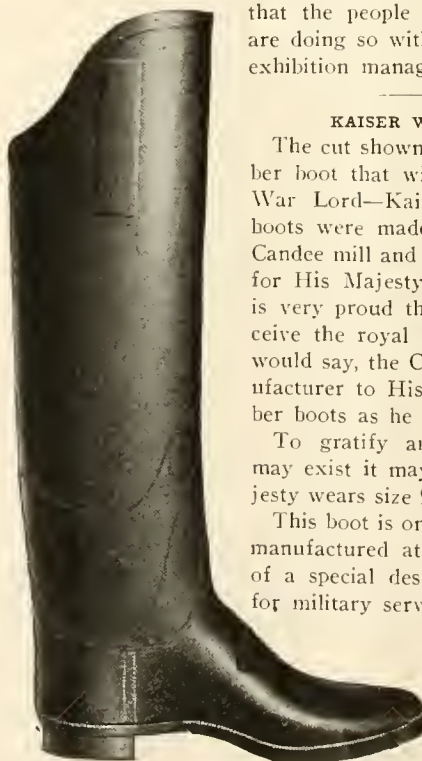 that the people
are doing so with
exhibition manag
KAISER W
The cut shown
ber boot that wi
War Lord—Kai
boots were made
Candee mill and
for His Majesty
is very proud th
ceive the royal
would say, the C
ufacturer to His
ber boots as he
To gratify an
may exist it may
jesty wears size
This boot is or
manufactured at
of a special des
for military serv